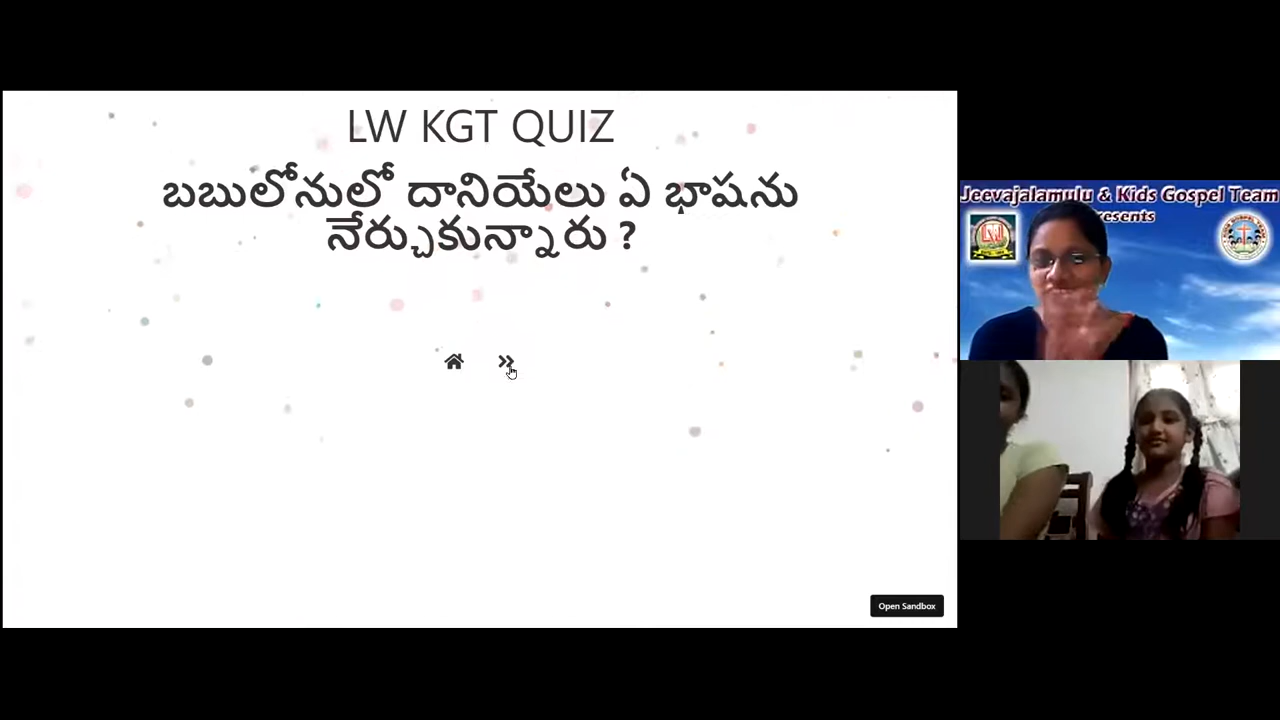 LW KGT QUIZ
బబులోనులో దానియేలు ఏ భాషను
నేర్చుకున్నారు ?
Open Sandbox
Jeevajalamulu & Kids Gospel Team